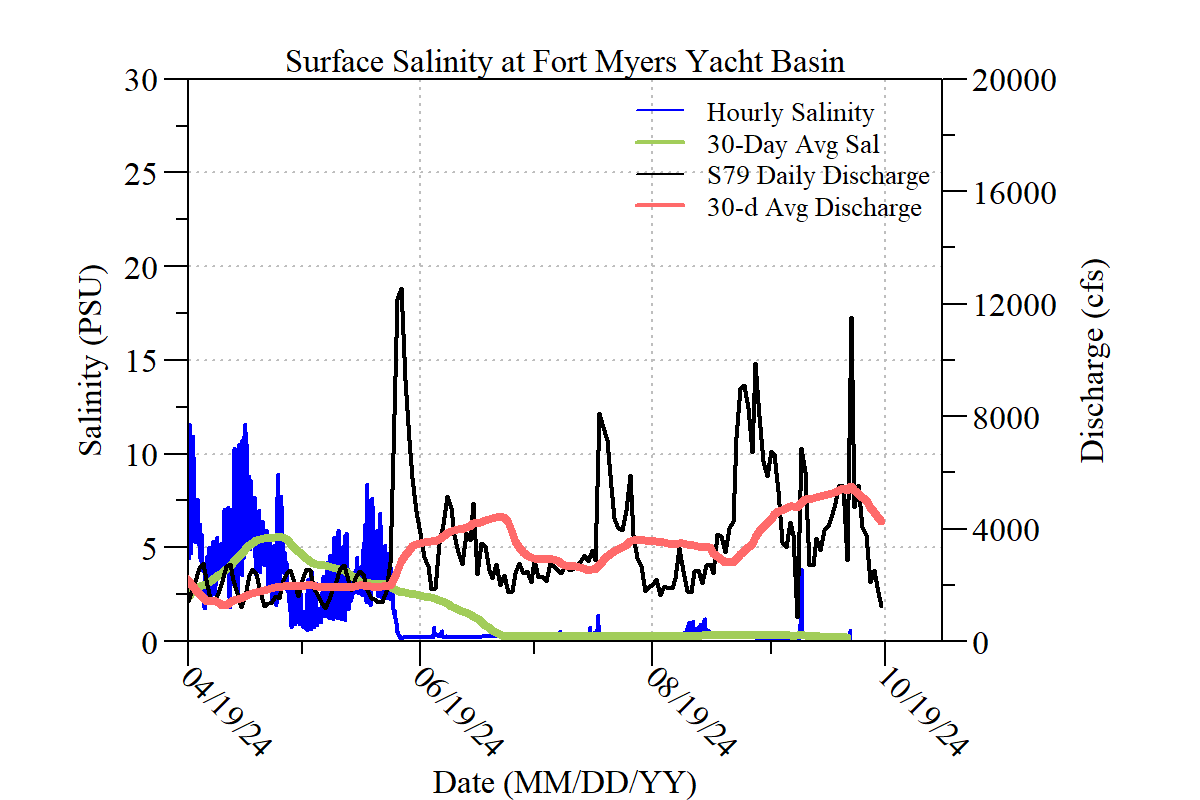 Surface Salinity at Fort Myers Yacht Basin
Hourly Salinity
30-Day Avg Sal
S79 Daily Discharge
30-d Avg Discharge
Salinity (PSU)
30
25
20
15
10
5
0
Discharge (cfs)
20000
16000
12000
8000
4000
0
04/19/24
06/19/24
08/19/24
10/19/24
Date (MM/DD/YY)